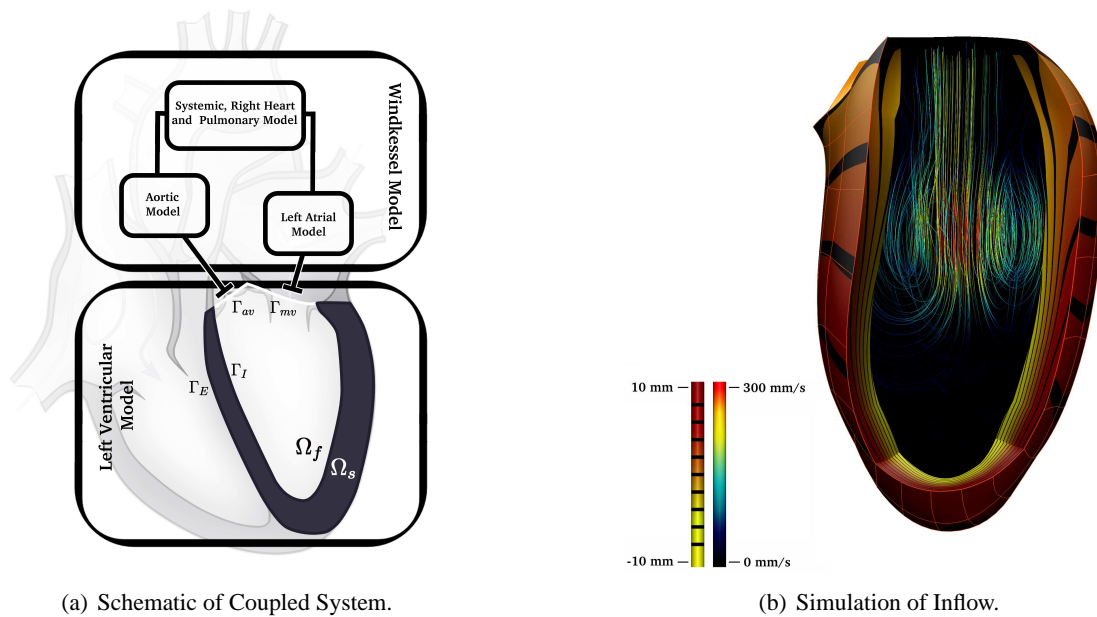 Systemic, Right Heart
and Pulmonary Model
Windkessel Model
Aortic
Model
Left Atrial
Model
Γav Γmv
Left Ventricular
Model
ΓE
ΓI
Ωf
Ωs
10 mm
300 mm/s
-10 mm
0 mm/s
(a) Schematic of Coupled System.
(b) Simulation of Inflow.